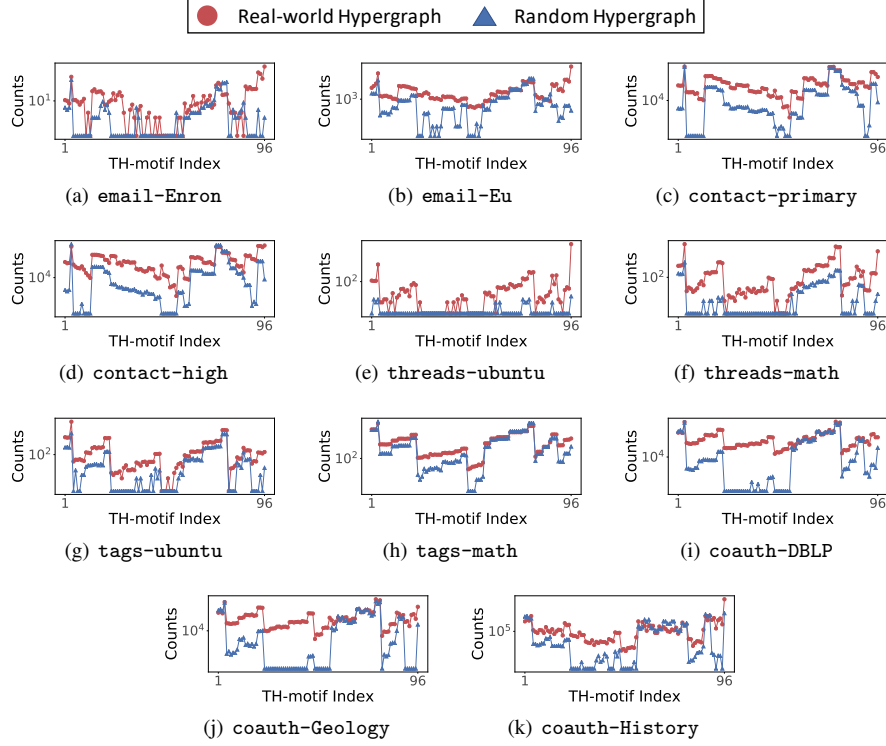 Real-world Hypergraph Random Hypergraph
Counts 10^1 1 96 TH-motif Index
Counts 10^3 1 96 TH-motif Index
Counts 10^4 1 96 TH-motif Index
(a) email-Enron
(b) email-Eu
(c) contact-primary
Counts 10^4 1 96 TH-motif Index
Counts 10^2 1 96 TH-motif Index
Counts 10^2 1 96 TH-motif Index
(d) contact-high
(e) threads-ubuntu
(f) threads-math
Counts 10^2 1 96 TH-motif Index
Counts 10^2 1 96 TH-motif Index
Counts 10^4 1 96 TH-motif Index
(g) tags-ubuntu
(h) tags-math
(i) coauth-DBLP
Counts 10^4 1 96 TH-motif Index
Counts 10^5 1 96 TH-motif Index
(j) coauth-Geology
(k) coauth-History